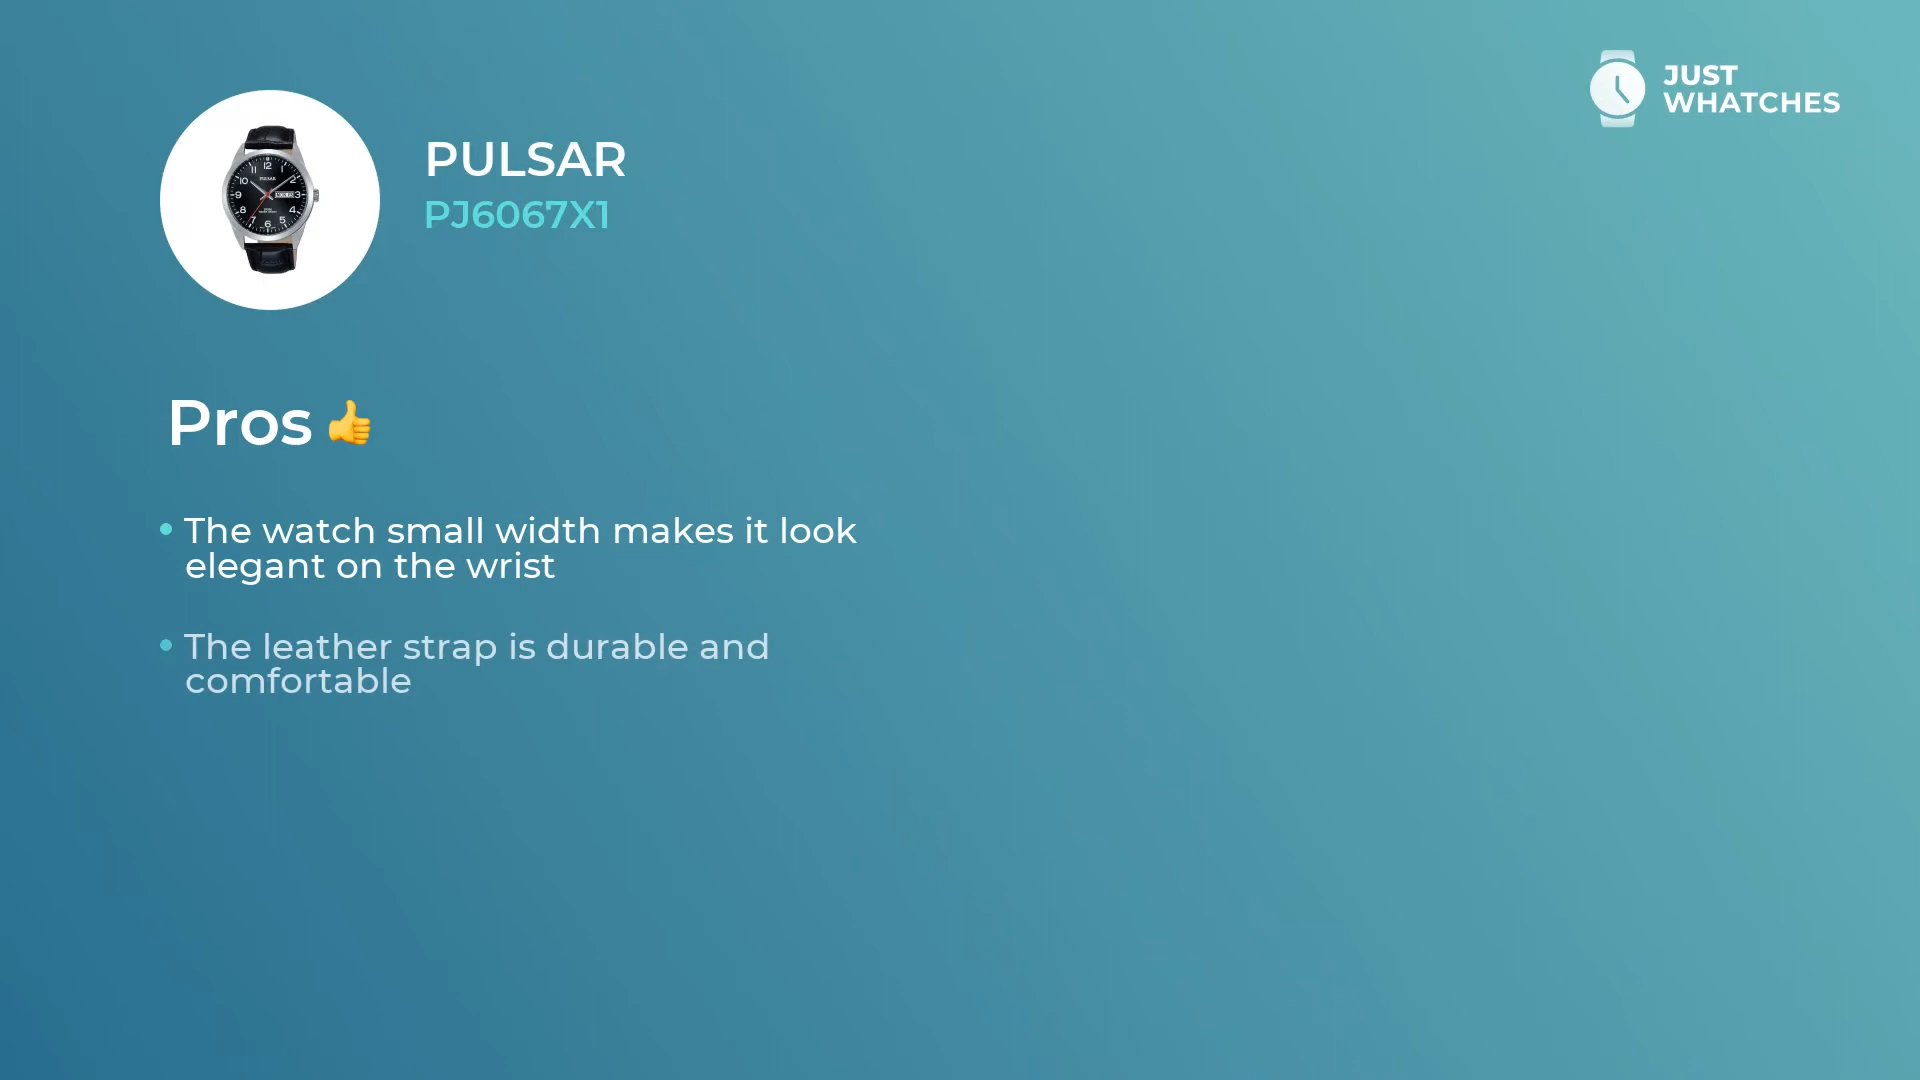 JUST
WHATCHES
PULSAR
PJ6067X1
Pros
The watch small width makes it look
elegant on the wrist
The leather strap is durable and
comfortable